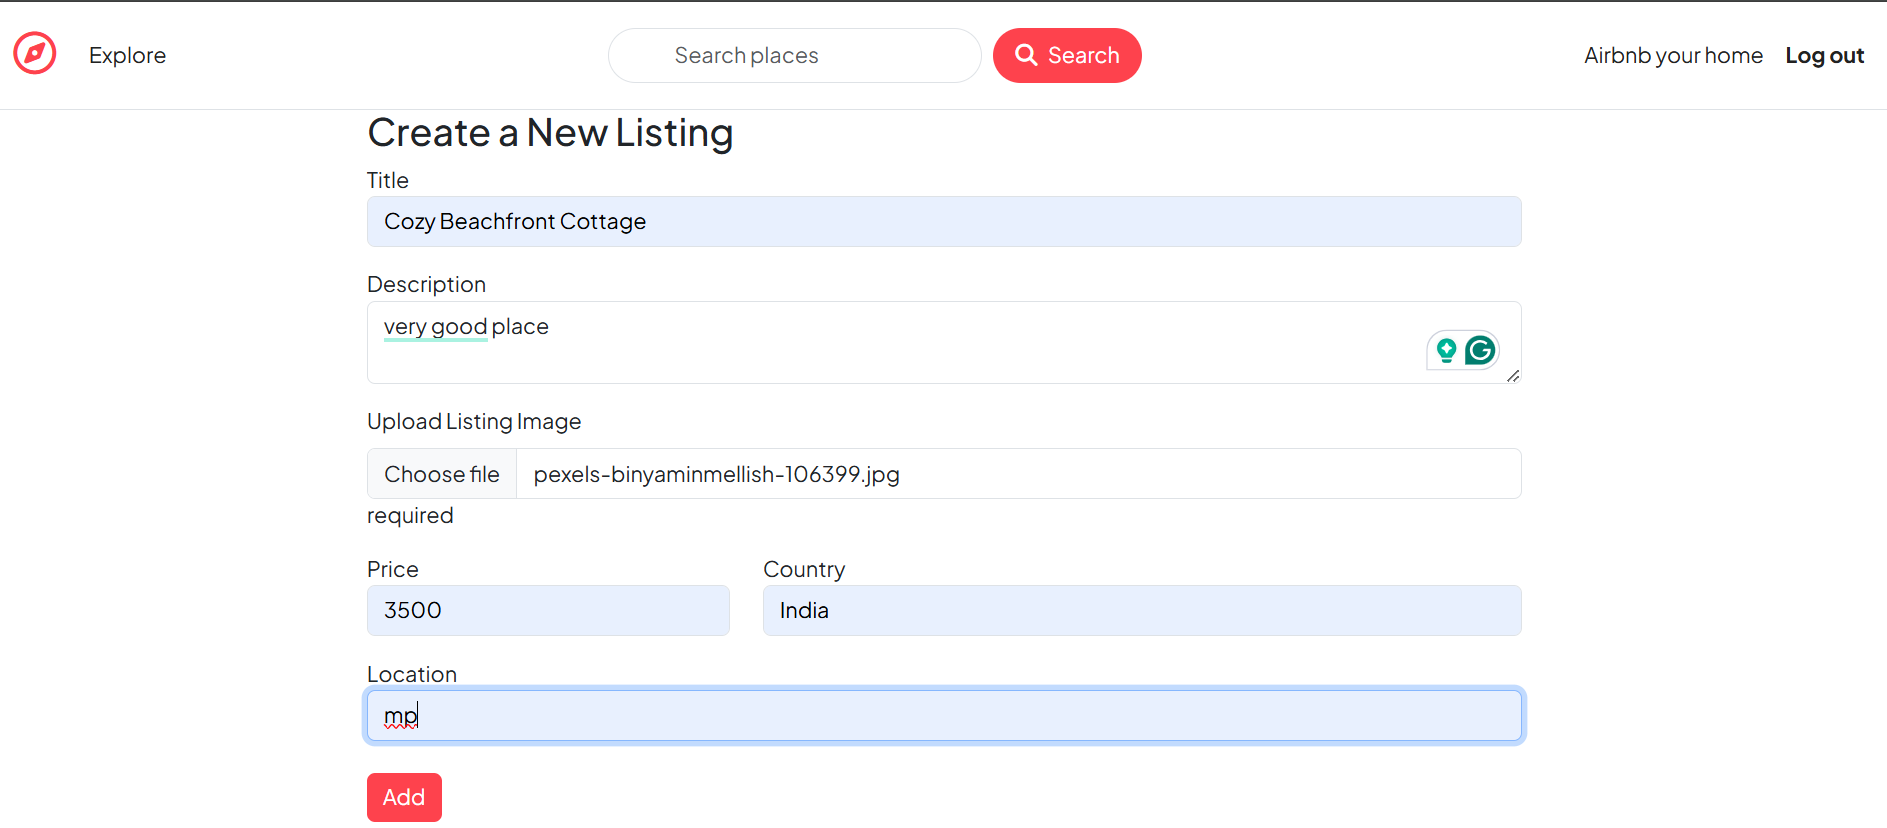 Explore
Search places
Search
Airbnb your home
Log out
Create a New Listing
Title
Cozy Beachfront Cottage
Description
very good place
Upload Listing Image
Choose file pexels-binyaminmellish-106399.jpg
required
Price
Country
3500
India
Location
mp
Add